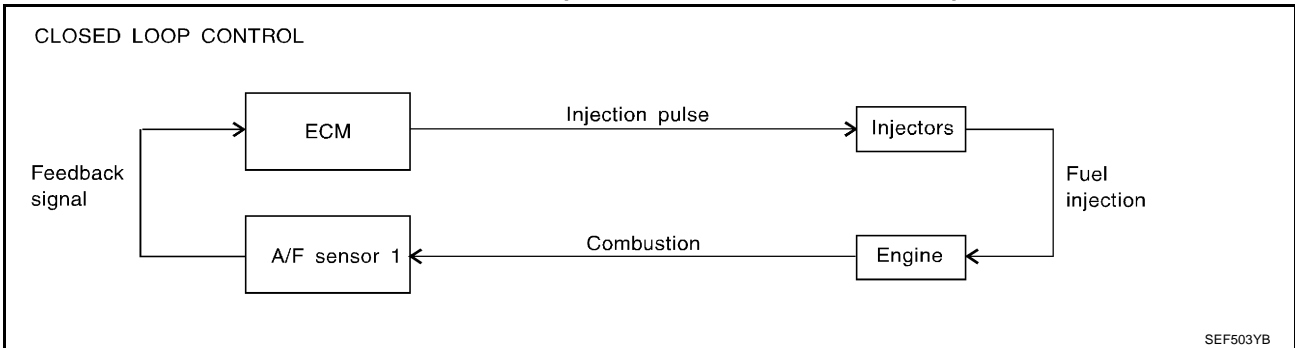 CLOSED LOOP CONTROL
ECM
Injection pulse
Injectors
Feedback
signal
Fuel
injection
A/F sensor 1
Combustion
Engine
SEF503YB